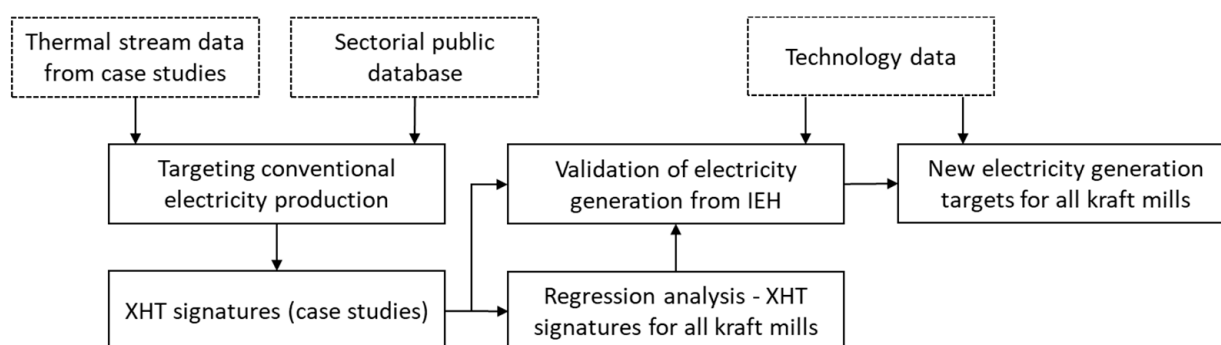 Thermal stream data
from case studies
Sectorial public
database
Technology data
Targeting conventional
electricity production
Validation of electricity
generation from IEH
New electricity generation
targets for all kraft mills
XHT signatures (case studies)
Regression analysis - XHT
signatures for all kraft mills